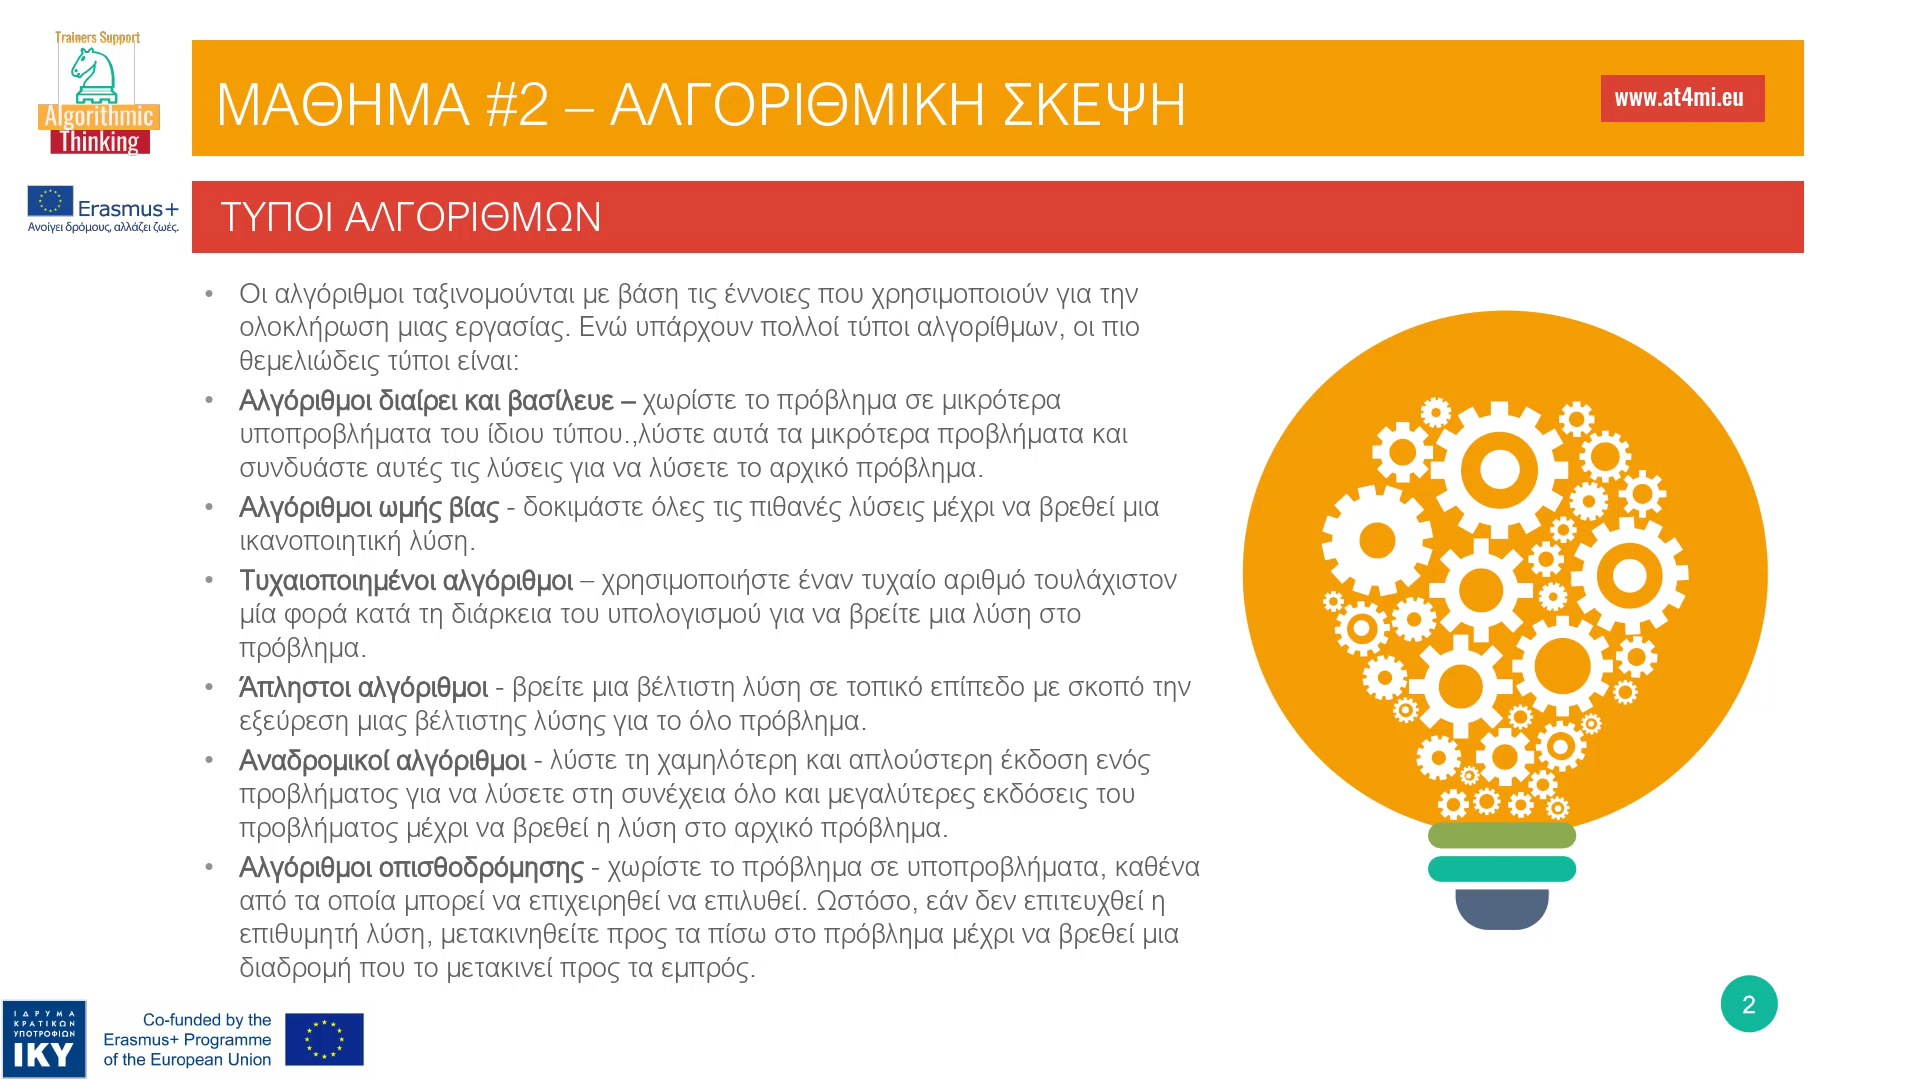 Trainers Support
Algorithmic
Thinking
ΜΑΘΗΜΑ #2 – ΑΛΓΟΡΙΘΜΙΚΗ ΣΚΕΨΗ
www.at4mi.eu
Erasmus+
Ανοίγει δρόμους, αλλάζει ζωές.
ΤΥΠΟΙ ΑΛΓΟΡΙΘΜΩΝ
• Οι αλγόριθμοι ταξινομούνται με βάση τις έννοιες που χρησιμοποιούν για την
ολοκλήρωση μιας εργασίας. Ενώ υπάρχουν πολλοί τύποι αλγορίθμων, οι πιο
θεμελιώδεις τύποι είναι:
• Αλγόριθμοι διαίρει και βασίλευε – χωρίστε το πρόβλημα σε μικρότερα
υποπροβλήματα του ίδιου τύπου.,λύστε αυτά τα μικρότερα προβλήματα και
συνδυάστε αυτές τις λύσεις για να λύσετε το αρχικό πρόβλημα.
• Αλγόριθμοι ωμής βίας - δοκιμάστε όλες τις πιθανές λύσεις μέχρι να βρεθεί μια
ικανοποιητική λύση.
• Τυχαιοποιημένοι αλγόριθμοι – χρησιμοποιήστε έναν τυχαίο αριθμό τουλάχιστον
μία φορά κατά τη διάρκεια του υπολογισμού για να βρείτε μια λύση στο
πρόβλημα.
• Άπληστοι αλγόριθμοι - βρείτε μια βέλτιστη λύση σε τοπικό επίπεδο με σκοπό την
εξεύρεση μιας βέλτιστης λύσης για το όλο πρόβλημα.
• Αναδρομικοί αλγόριθμοι - λύστε τη χαμηλότερη και απλούστερη έκδοση ενός
προβλήματος για να λύσετε στη συνέχεια όλο και μεγαλύτερες εκδόσεις του
προβλήματος μέχρι να βρεθεί η λύση στο αρχικό πρόβλημα.
• Αλγόριθμοι οπισθοδρόμησης - χωρίστε το πρόβλημα σε υποπροβλήματα, καθένα
από τα οποία μπορεί να επιχειρηθεί να επιλυθεί. Ωστόσο, εάν δεν επιτευχθεί η
επιθυμητή λύση, μετακινηθείτε προς τα πίσω στο πρόβλημα μέχρι να βρεθεί μια
διαδρομή που το μετακινεί προς τα εμπρός.
ΙΔΡΥΜΑ
ΚΡΑΤΙΚΩΝ
ΥΠΟΤΡΟΦΙΩΝ
ΙΚΥ
Co-funded by the
Erasmus+ Programme
of the European Union
2